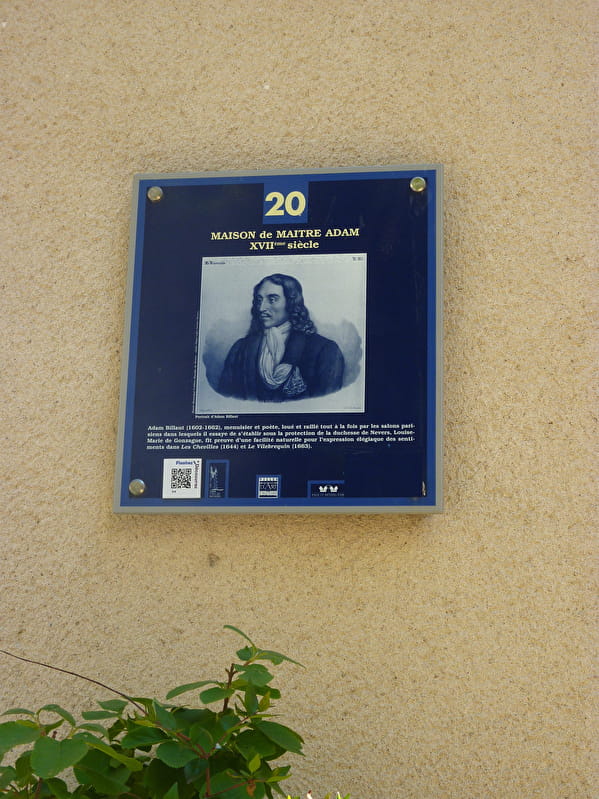 20
MAISON de MAITRE ADAM
XVIIème siècle
Portrait d'Adam Billaut
Adam Billaut (1602-1662), menuisier et poète, loué et raillé tout à la fois par les salons pari-
siens dans lesquels il essaye de s'établir sous la protection de la duchesse de Nevers, Louise-
Marie de Gonzague, fit preuve d'une facilité naturelle pour l'expression élégiaque des senti-
ments dans Les Chevilles (1644) et Le Vilebrequin (1663).